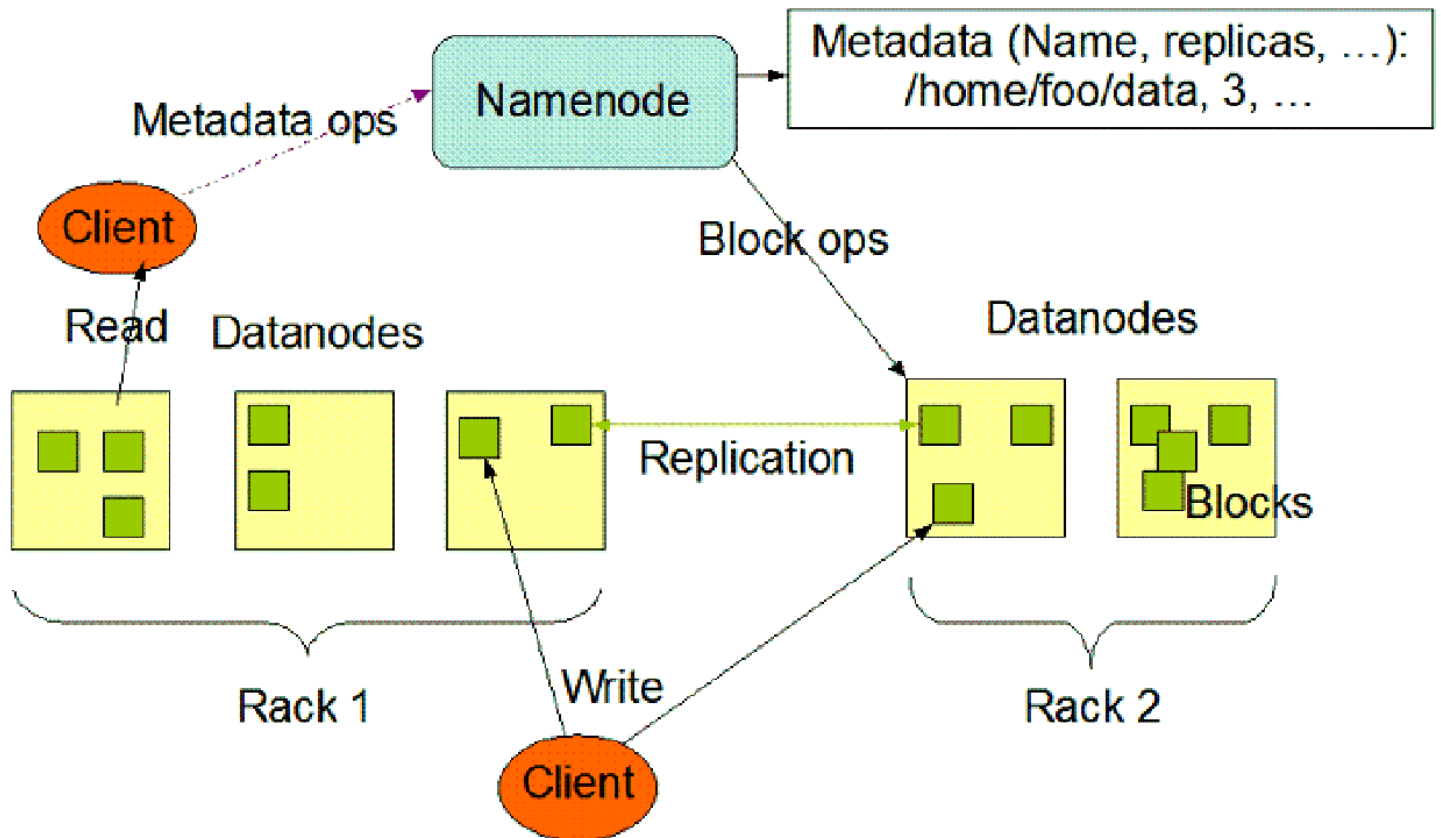 Metadata (Name, replicas, …):
/home/foo/data, 3, …
Namenode
Metadata ops
Client
Block ops
Read
Datanodes
Datanodes
Replication
Blocks
Rack 1
Write
Rack 2
Client